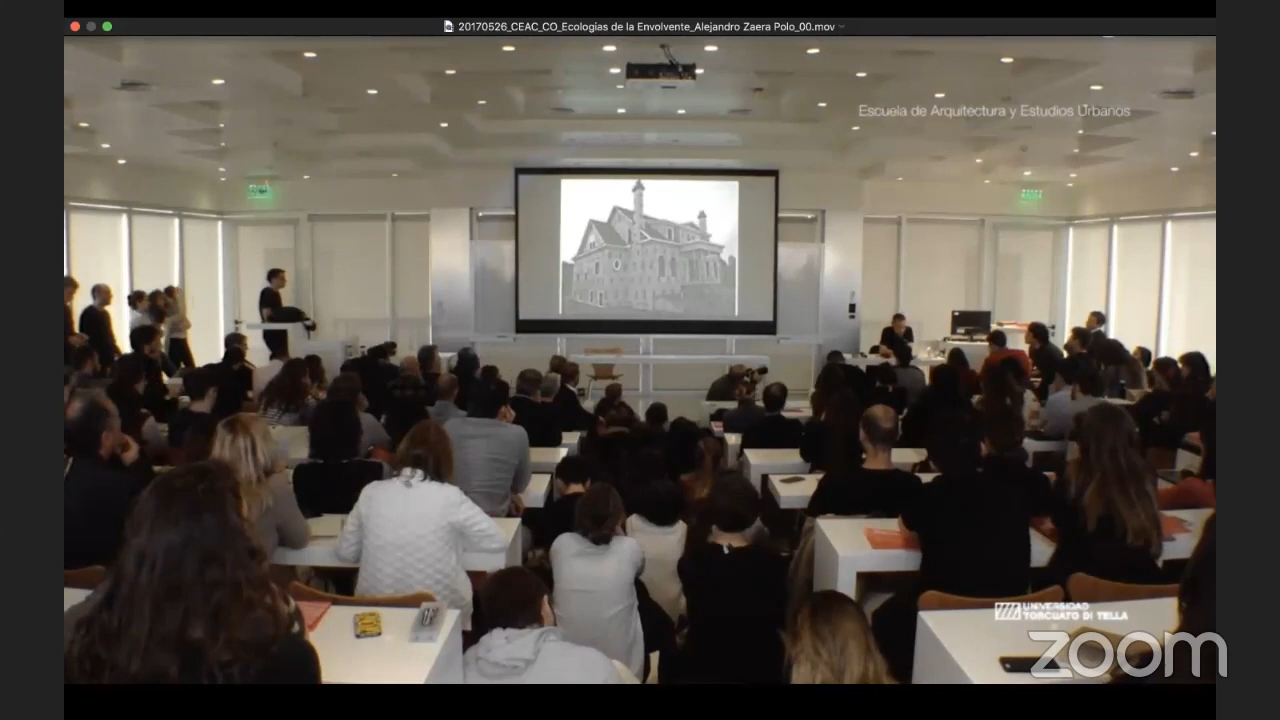 20170526_CEAC_CO_Ecologías de la Envolvente_Alejandro Zaera Polo_00.mov
Escuela de Arquitectura y Estudios Urbanos
UNIVERSIDAD
TORCUATO DI TELLA
zoom